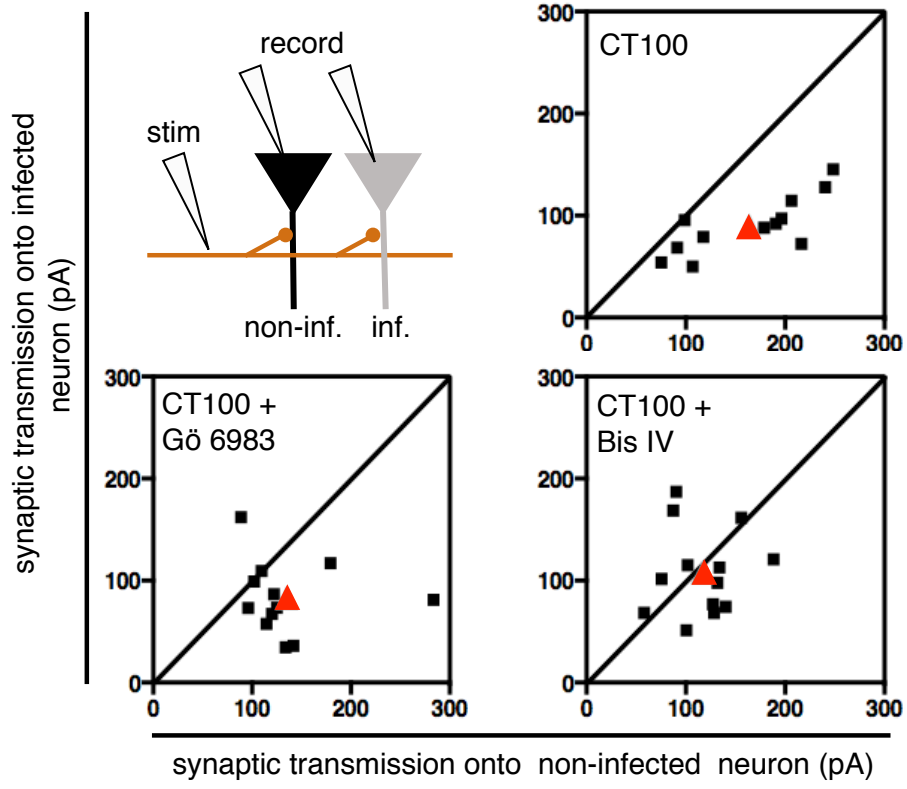 synaptic transmission onto infected
neuron (pA)
record
stim
non-inf. inf.
CT100
300
200
100
0
0 100 200 300
CT100 +
Gö 6983
300
200
100
0
0 100 200 300
CT100 +
Bis IV
300
200
100
0
0 100 200 300
synaptic transmission onto non-infected neuron (pA)